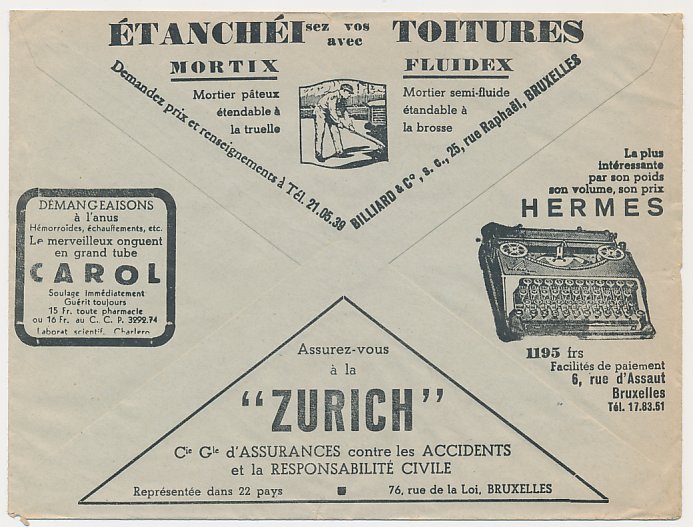 ÉTANCHÉIsez vos avec TOITURES
MORTIX
Mortier pâteux
étendable à
la truelle
FLUIDEX
Mortier semi-fluide
étandable à
la brosse
Demandez prix et renseignements à Tél. 21.05.39
BILLIARD & Co, s. c., 25, rue Raphaël, BRUXELLES
DÉMANGEAISONS
à l'anus
Hémorroïdes, échauffements, etc.
Le merveilleux onguent
en grand tube
CAROL
Soulage immédiatement
Guérit toujours
15 Fr. toute pharmacie
ou 16 Fr. au C. C. P. 3292.74
Laborat scientif. Charlero
La plus
intéressante
par son poids
son volume, son prix
HERMES
1195 frs
Facilités de paiement
6, rue d'Assaut
Bruxelles
Tél. 17.83.51
Assurez-vous
à la
"ZURICH"
Cie Gle d'ASSURANCES contre les ACCIDENTS
et la RESPONSABILITÉ CIVILE
Représentée dans 22 pays 76, rue de la Loi, BRUXELLES